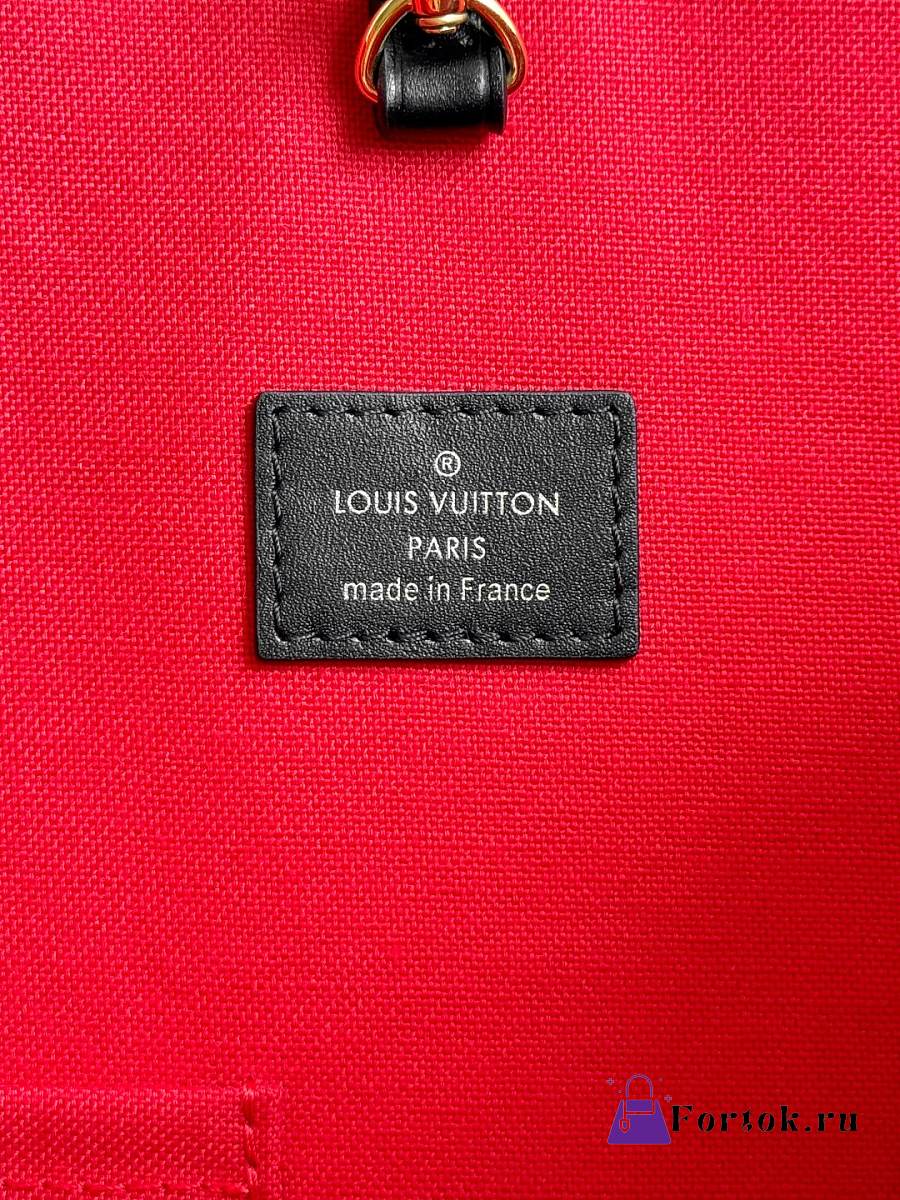 ®
LOUIS VUITTON
PARIS
made in France
Fortok.ru